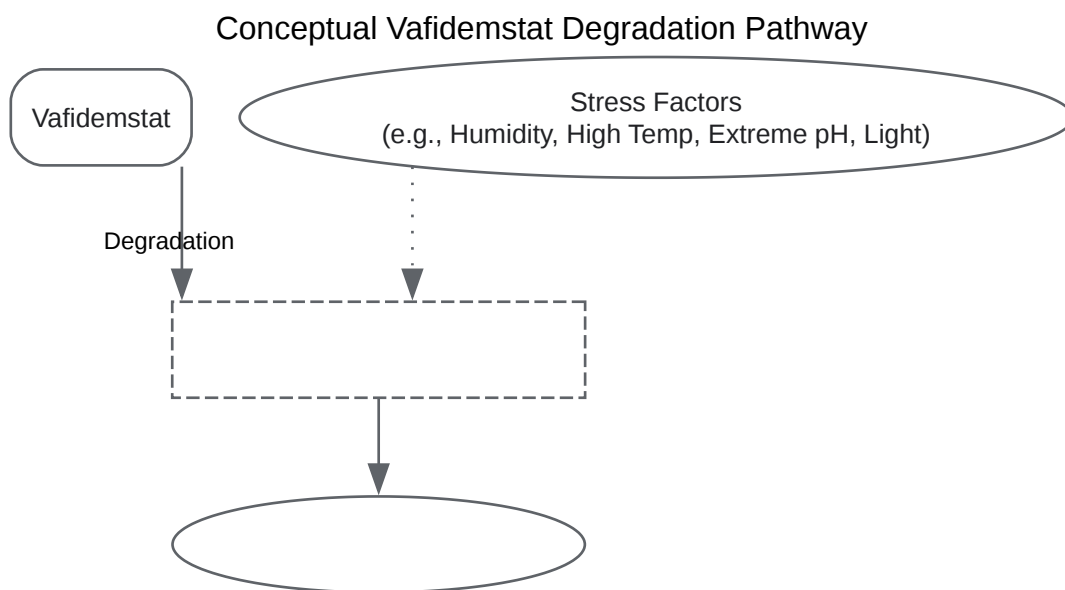 Conceptual Vafidemstat Degradation Pathway
Vafidemstat
Stress Factors
(e.g., Humidity, High Temp, Extreme pH, Light)
Degradation